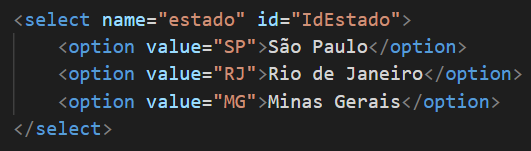 <select name="estado" id="IdEstado">
    <option value="SP">São Paulo</option>
    <option value="RJ">Rio de Janeiro</option>
    <option value="MG">Minas Gerais</option>
</select>